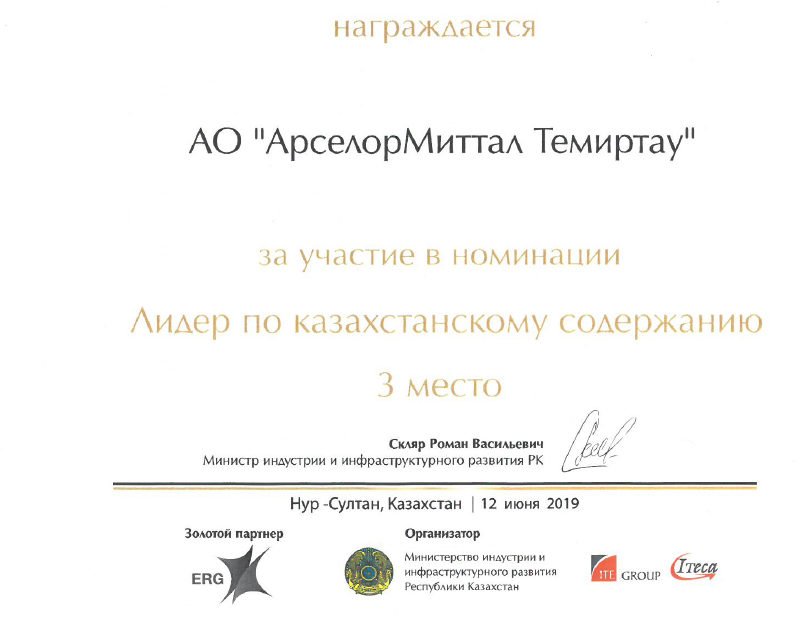 награждается
АО "АрселорМиттал Темиртау"
за участие в номинации
Лидер по казахстанскому содержанию
3 место
Скляр Роман Васильевич
Министр индустрии и инфраструктурного развития РК
Нур -Султан, Казахстан | 12 июня 2019
Золотой партнер
ERG
Организатор
Министерство индустрии и
инфраструктурного развития
Республики Казахстан
ITE GROUP
Iteca